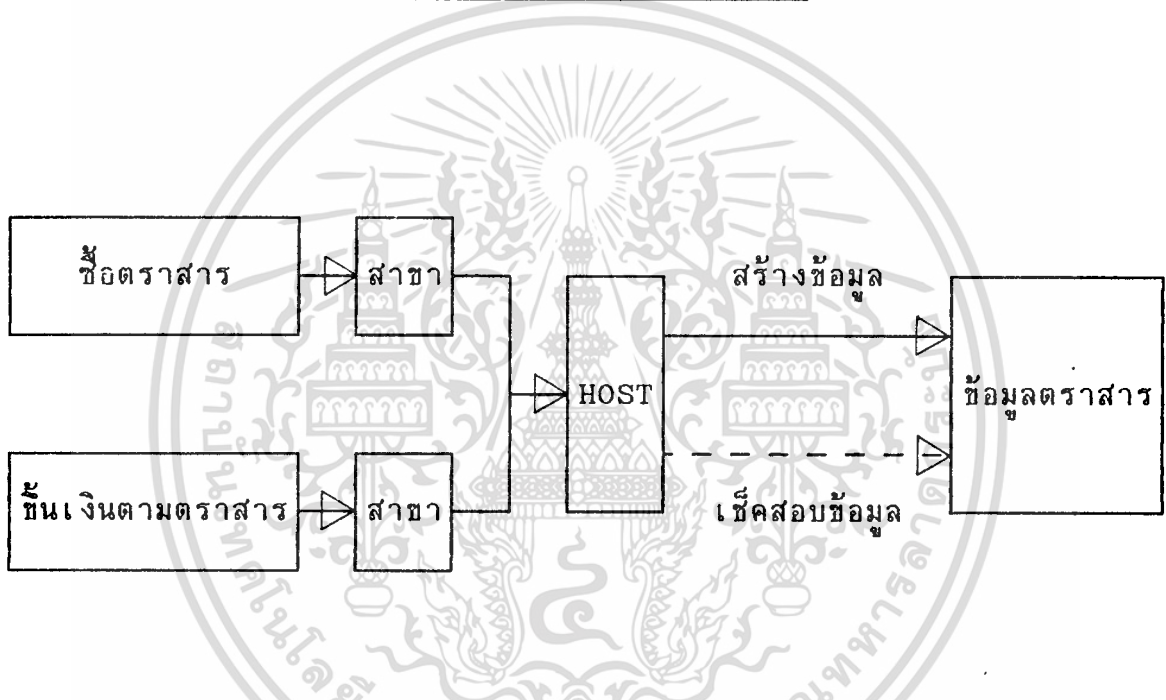 ซื้อตราสาร
สาขา
สร้างข้อมูล
HOST
ข้อมูลตราสาร
ขึ้นเงินตามตราสาร
สาขา
เช็คสอบข้อมูล